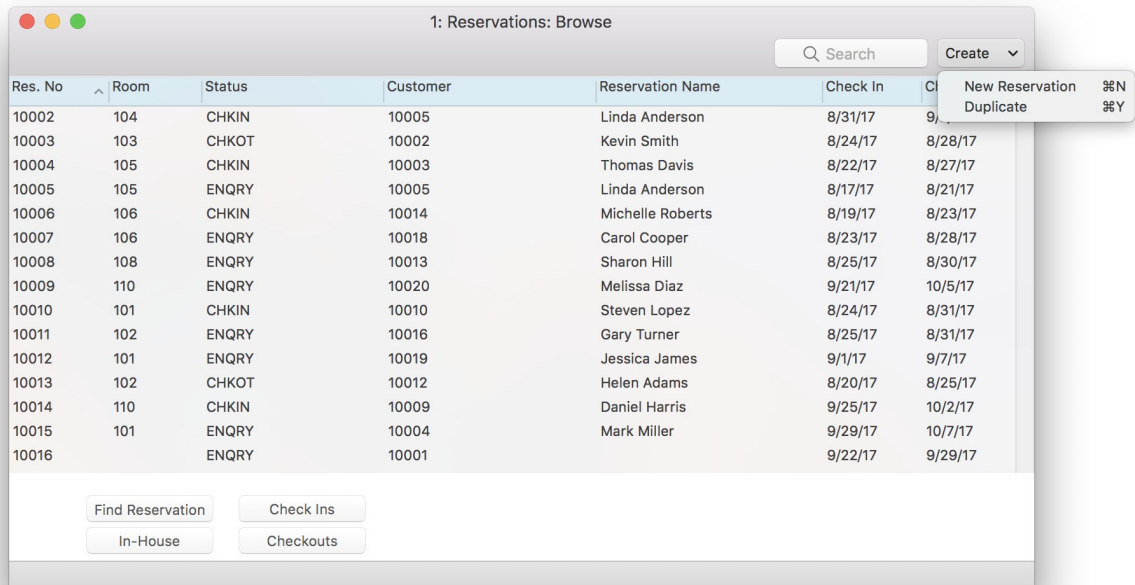 1: Reservations: Browse
Search Create
Res. No Room Status Customer Reservation Name Check In
New Reservation ⌘N
Duplicate ⌘Y
10002 104 CHKIN 10005 Linda Anderson 8/31/17
10003 103 CHKOT 10002 Kevin Smith 8/24/17 8/28/17
10004 105 CHKIN 10003 Thomas Davis 8/22/17 8/27/17
10005 105 ENQRY 10005 Linda Anderson 8/17/17 8/21/17
10006 106 CHKIN 10014 Michelle Roberts 8/19/17 8/23/17
10007 106 ENQRY 10018 Carol Cooper 8/23/17 8/28/17
10008 108 ENQRY 10013 Sharon Hill 8/25/17 8/30/17
10009 110 ENQRY 10020 Melissa Diaz 9/21/17 10/5/17
10010 101 CHKIN 10010 Steven Lopez 8/24/17 8/31/17
10011 102 ENQRY 10016 Gary Turner 8/25/17 8/31/17
10012 101 ENQRY 10019 Jessica James 9/1/17 9/7/17
10013 102 CHKOT 10012 Helen Adams 8/20/17 8/25/17
10014 110 CHKIN 10009 Daniel Harris 9/25/17 10/2/17
10015 101 ENQRY 10004 Mark Miller 9/29/17 10/7/17
10016 ENQRY 10001 9/22/17 9/29/17
Find Reservation Check Ins
In-House Checkouts